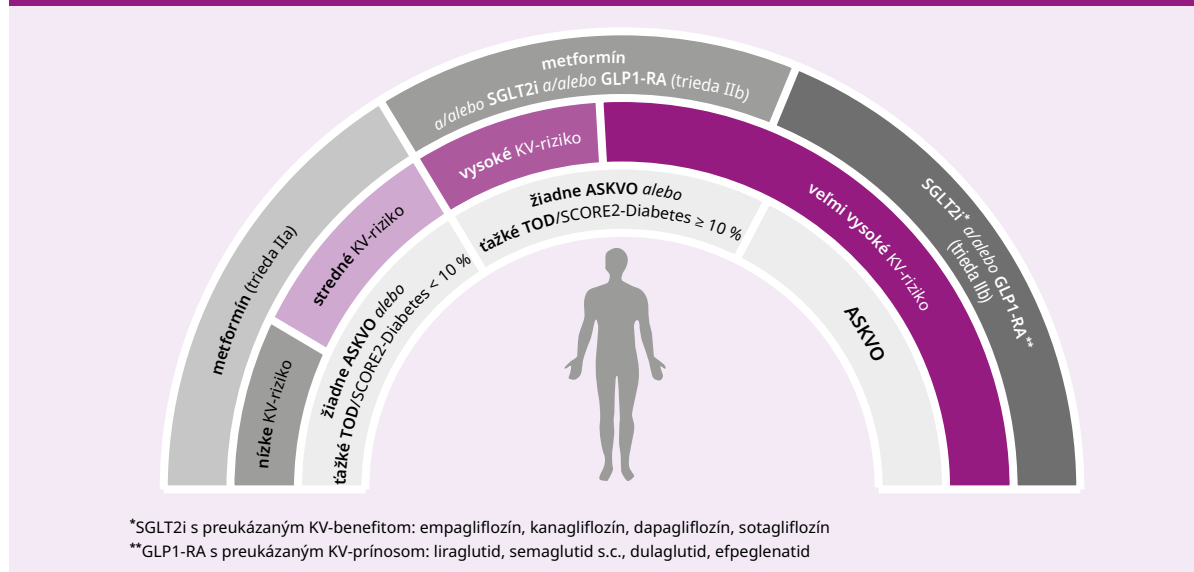 metformín (trieda IIa)
metformín
a/alebo SGLT2i a/alebo GLP1-RA (trieda IIb)
SGLT2i* a/alebo GLP1-RA**
(trieda IIb)
nízke KV-riziko
stredné KV-riziko
vysoké KV-riziko
veľmi vysoké KV-riziko
žiadne ASKVO alebo
ťažké TOD/SCORE2-Diabetes < 10 %
žiadne ASKVO alebo
ťažké TOD/SCORE2-Diabetes ≥ 10 %
ASKVO
*SGLT2i s preukázaným KV-benefitom: empagliflozín, kanagliflozín, dapagliflozín, sotagliflozín
**GLP1-RA s preukázaným KV-prínosom: liraglutid, semaglutid s.c., dulaglutid, efpeglenatid